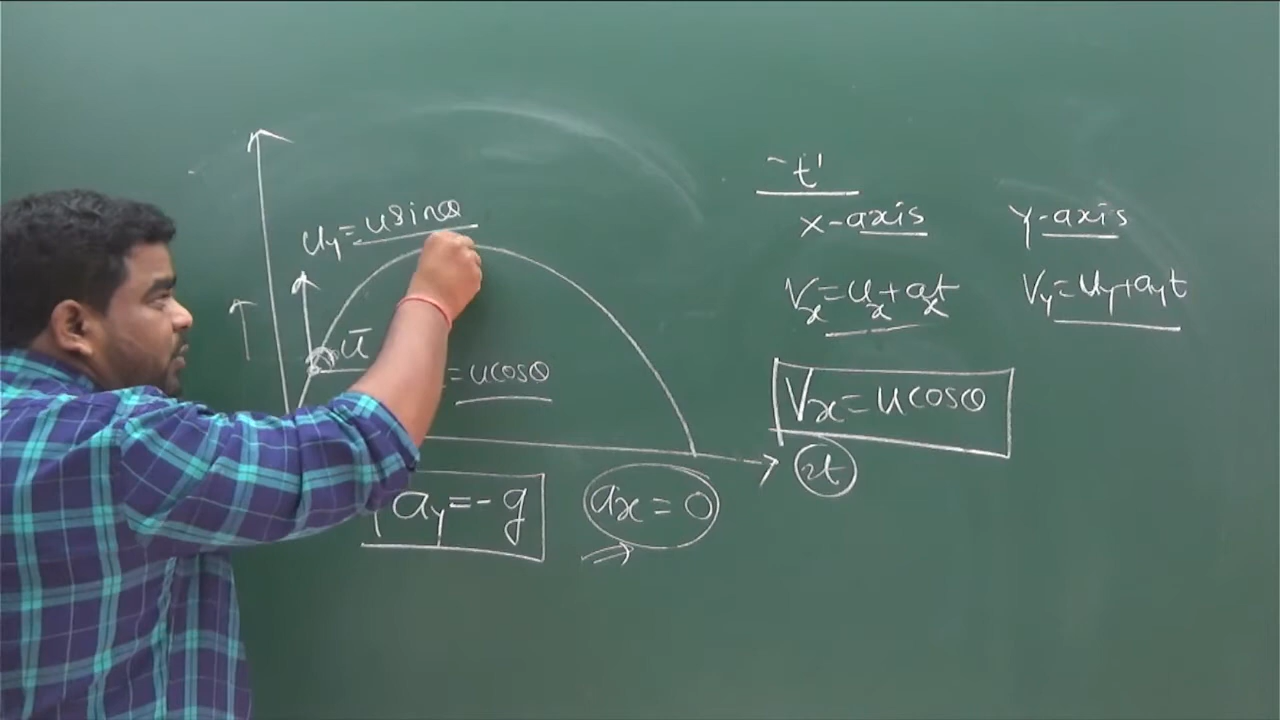 uy = usinθ
ū
= ucosθ
ay = -g
ax = 0
't'
x-axis
Y-axis
Vx = ux + axt
Vy = uy + ayt
Vx = ucosθ